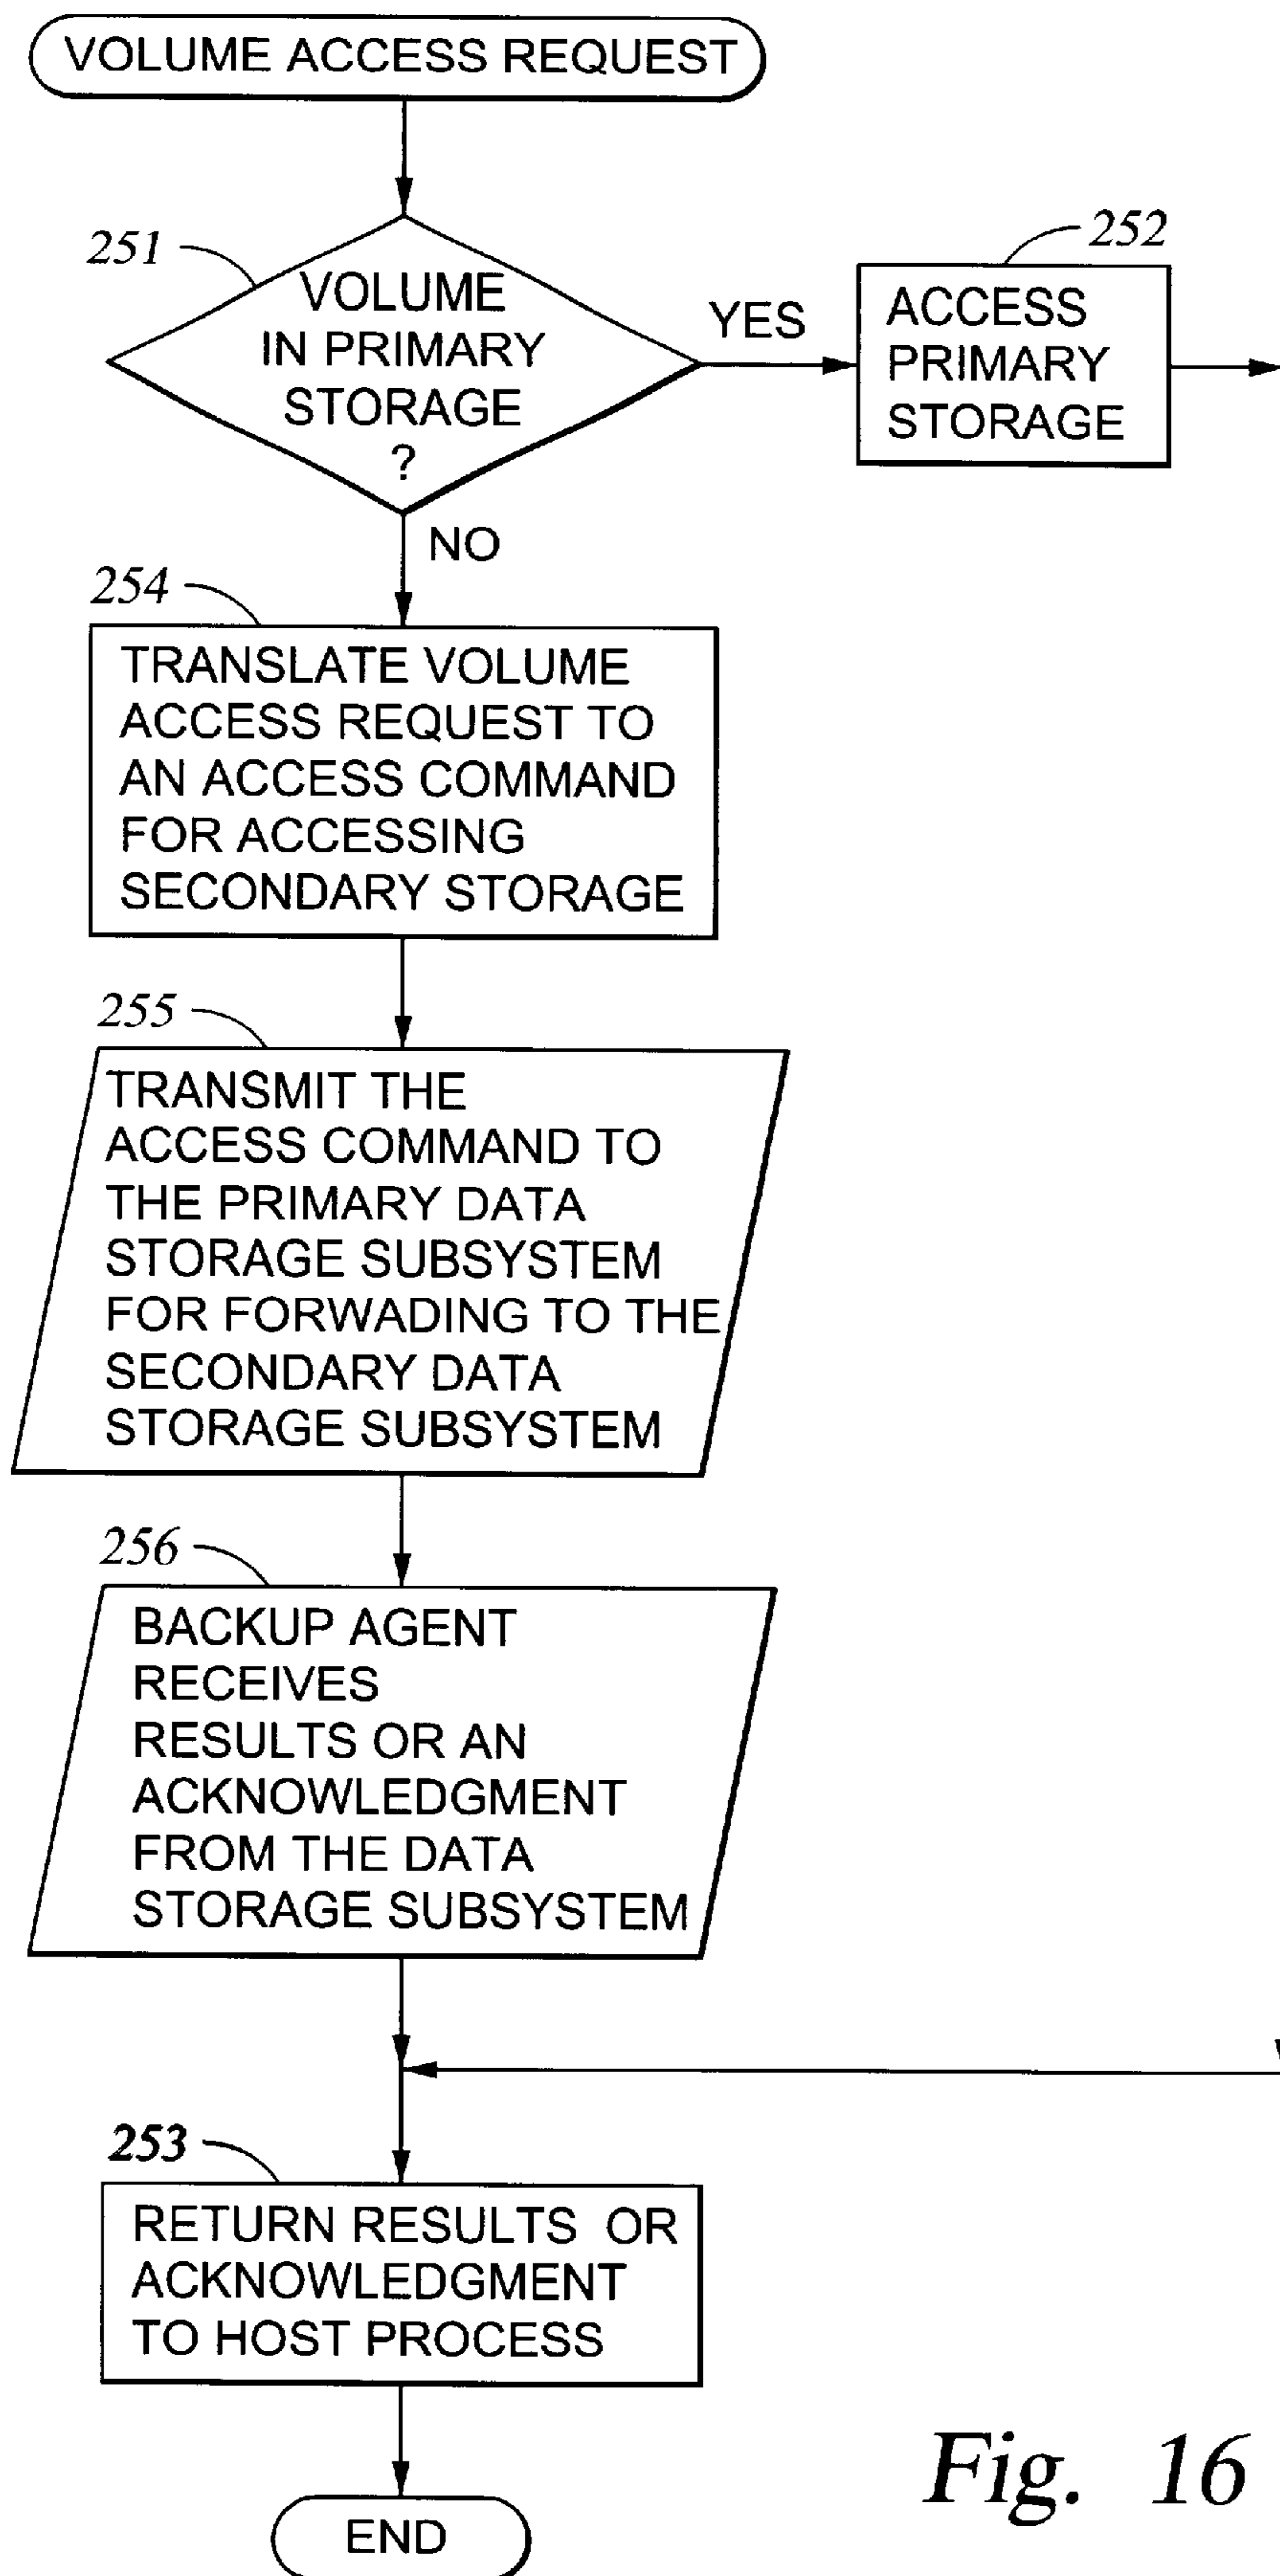 VOLUME ACCESS REQUEST
251
VOLUME
IN PRIMARY
STORAGE
?
YES
252
ACCESS
PRIMARY
STORAGE
NO
254
TRANSLATE VOLUME
ACCESS REQUEST TO
AN ACCESS COMMAND
FOR ACCESSING
SECONDARY STORAGE
255
TRANSMIT THE
ACCESS COMMAND TO
THE PRIMARY DATA
STORAGE SUBSYSTEM
FOR FORWADING TO THE
SECONDARY DATA
STORAGE SUBSYSTEM
256
BACKUP AGENT
RECEIVES
RESULTS OR AN
ACKNOWLEDGMENT
FROM THE DATA
STORAGE SUBSYSTEM
253
RETURN RESULTS OR
ACKNOWLEDGMENT
TO HOST PROCESS
END
Fig. 16